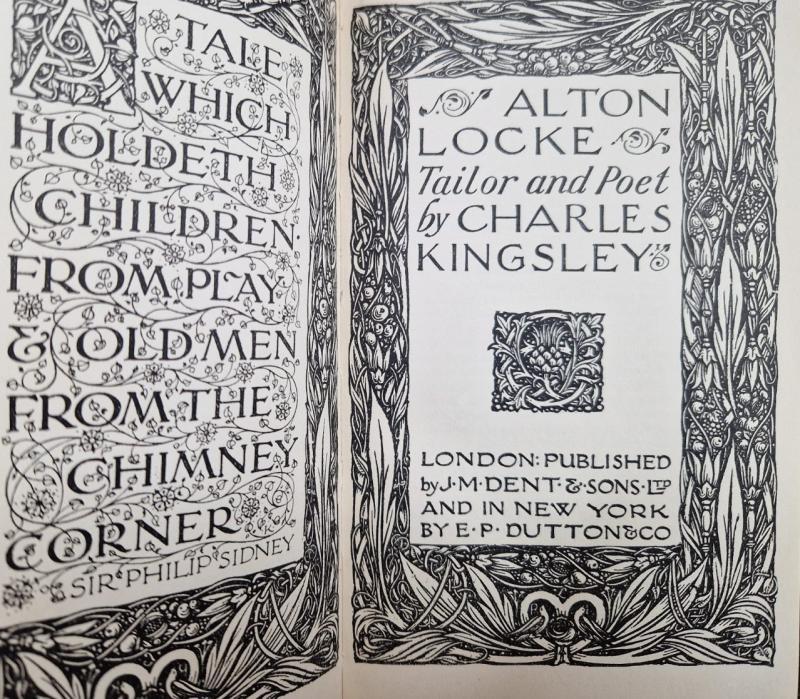 A TALE
WHICH
HOLDETH
CHILDREN
FROM PLAY
& OLD MEN
FROM THE
CHIMNEY
CORNER
SIR PHILIP SIDNEY
ALTON
LOCKE
Tailor and Poet
by CHARLES
KINGSLEY
LONDON: PUBLISHED
by J·M·DENT·&·SONS·LTD
AND IN NEW YORK
BY E·P·DUTTON & CO